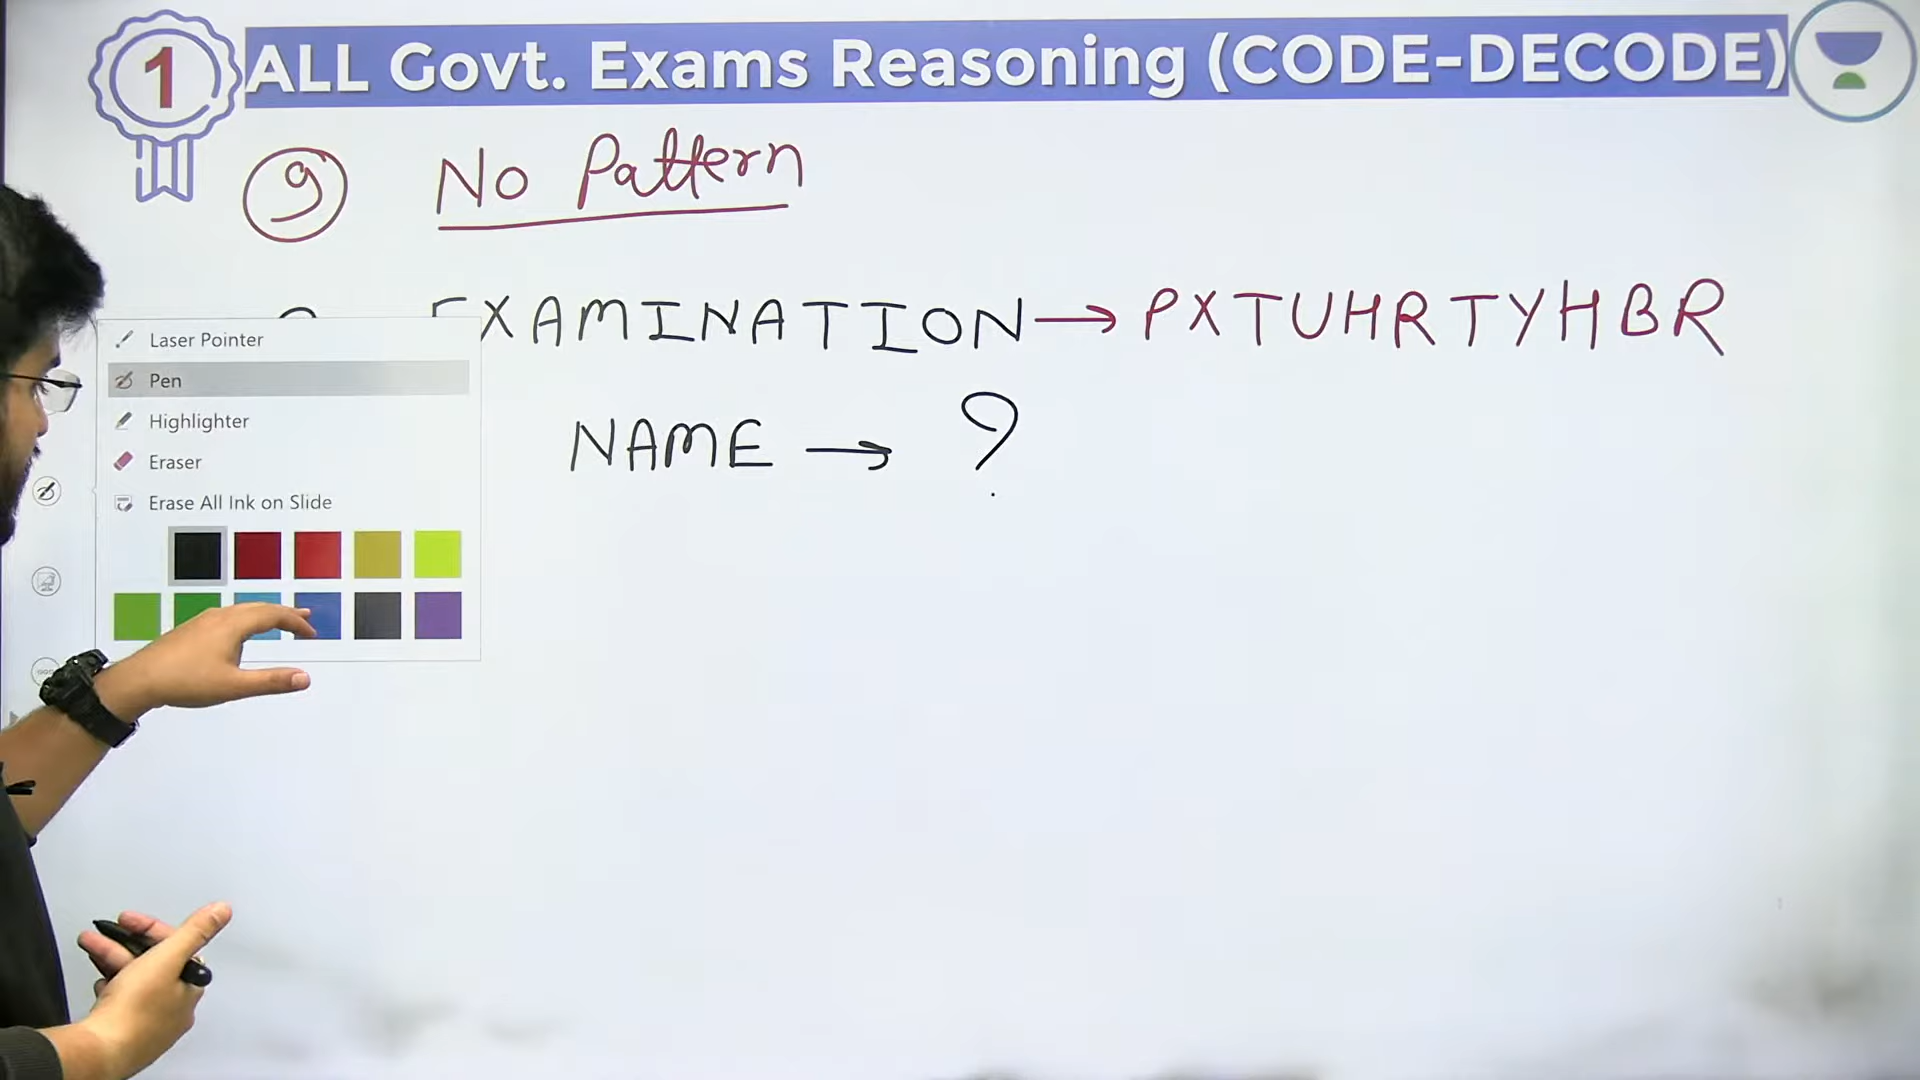 1
ALL Govt. Exams Reasoning (CODE-DECODE)
9 No Pattern
EXAMINATION → PXTUHRTYHBR
NAME → ?
Laser Pointer
Pen
Highlighter
Eraser
Erase All Ink on Slide